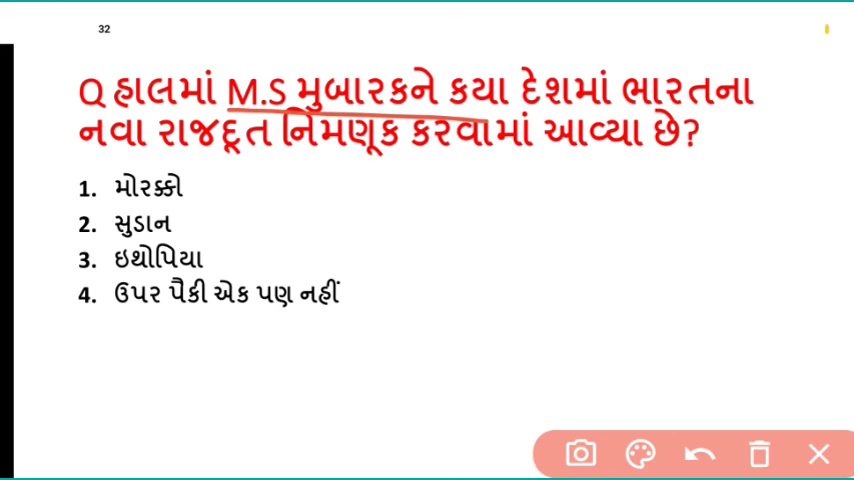 32
Q હાલમાં M.S મુબારકને કયા દેશમાં ભારતના
નવા રાજદૂત નિમણૂક કરવામાં આવ્યા છે?
1. મોરક્કો
2. સુડાન
3. ઇથોપિયા
4. ઉપર પૈકી એક પણ નહીં